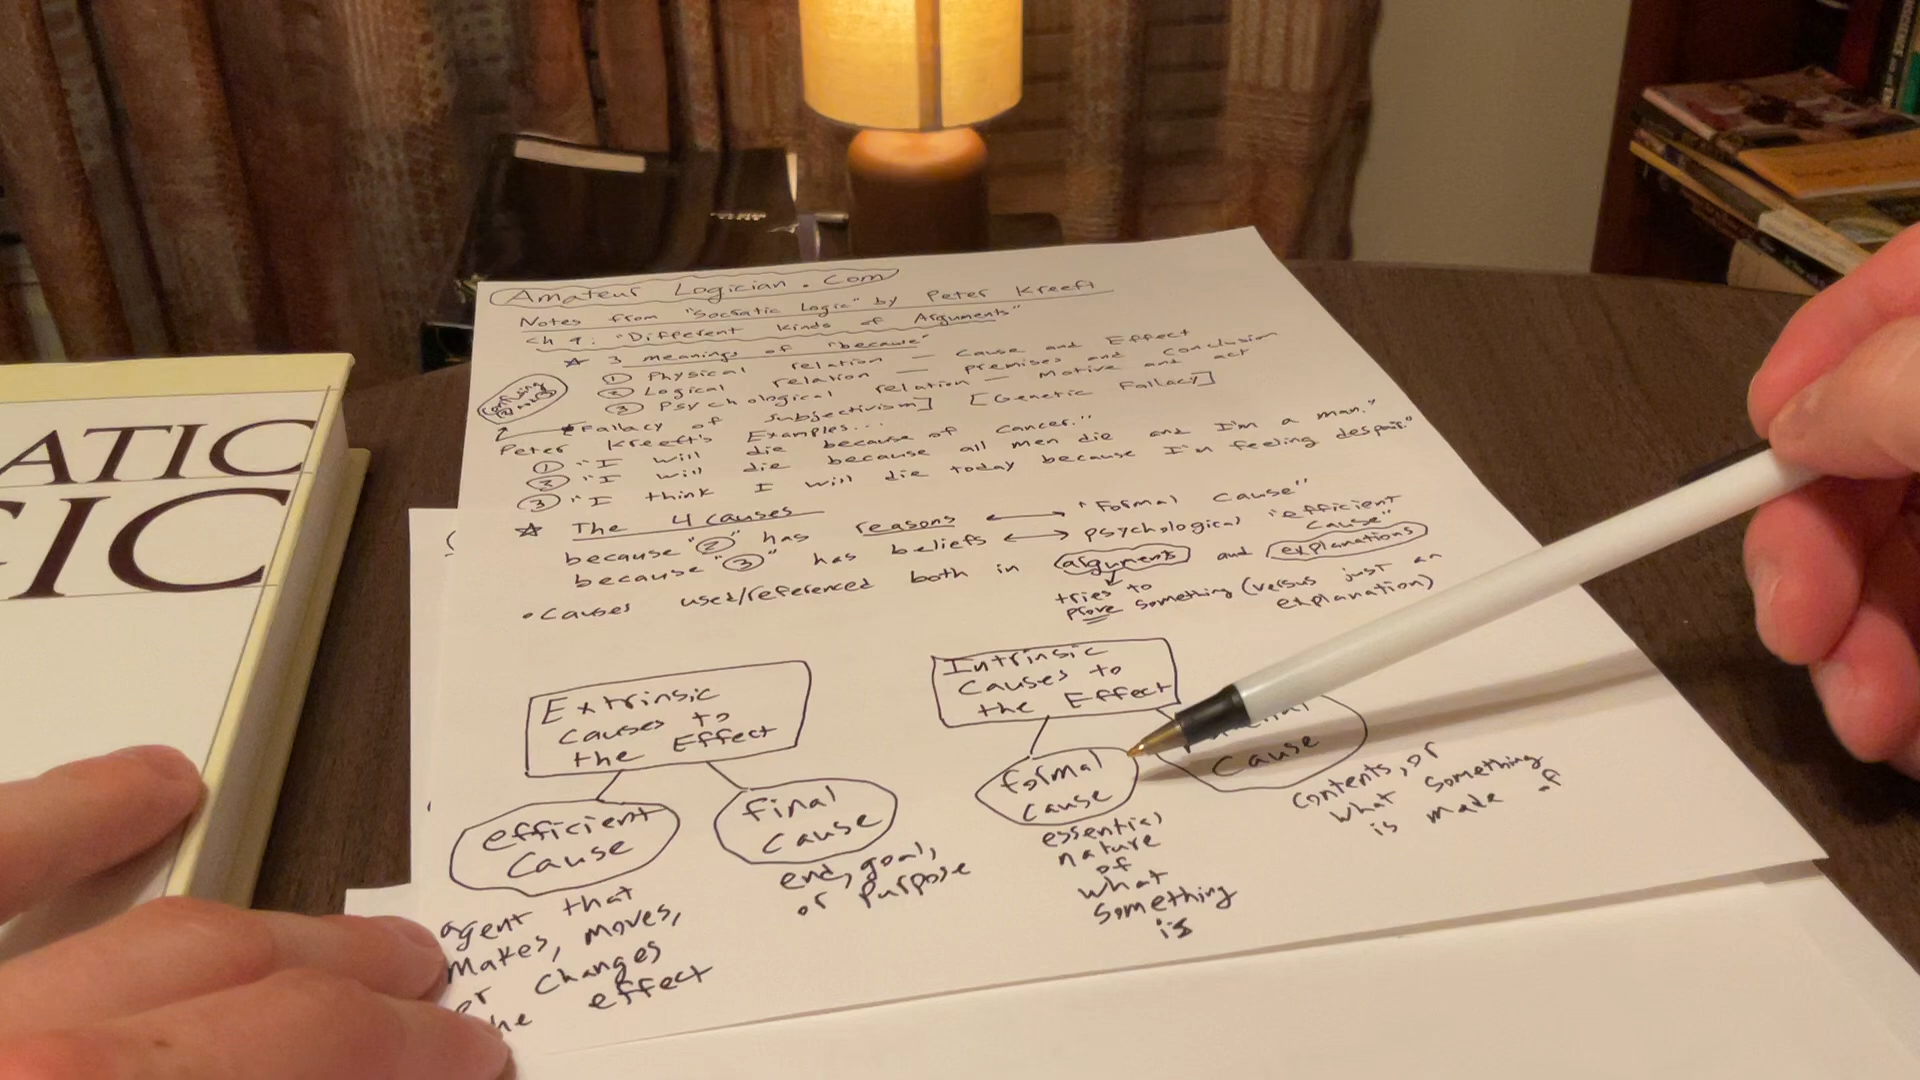 Amateur Logician.Com
Notes from "Socratic Logic" by Peter Kreeft
Ch 9: "Different Kinds of Arguments"
☆ 3 meanings of "because"
① Physical relation — Cause and Effect
② Logical relation — premises and conclusion
③ Psychological relation — Motive and act
Fallacy of Subjectivism] [Genetic Fallacy]
Peter Kreeft's Examples...
① "I will die because of cancer."
② "I will die because all men die and I'm a man."
③ "I think I will die today because I'm feeling despair."
☆ The 4 causes
because "②" has reasons ↔ "Formal cause"
because "③" has beliefs ↔ psychological "efficient cause"
• Causes used/referenced both in arguments and explanations
tries to
prove something (versus just an
explanation)
Extrinsic
Causes to
the Effect
efficient
Cause
agent that
makes, moves,
or changes
the effect
final
cause
end, goal,
or purpose
Intrinsic
Causes to
the Effect
formal
cause
essential
nature
of
what
something
is
Cause
contents, or
what something
is made of
ATIC
GIC